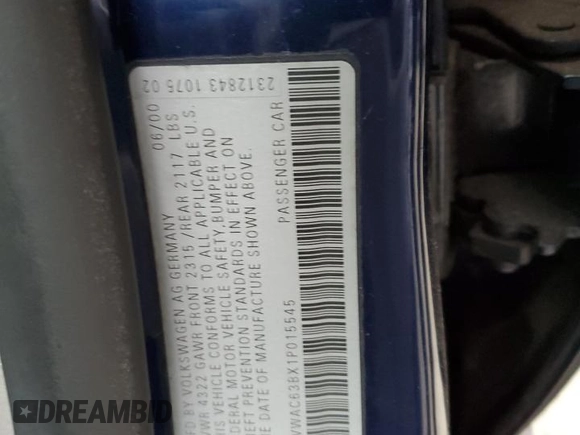 2312843 1075 02
06/00
MFD BY VOLKSWAGEN AG GERMANY
GVWR 4322 GAWR FRONT 2315 /REAR 2117 LBS
THIS VEHICLE CONFORMS TO ALL APPLICABLE U.S.
FEDERAL MOTOR VEHICLE SAFETY, BUMPER AND
THEFT PREVENTION STANDARDS IN EFFECT ON
THE DATE OF MANUFACTURE SHOWN ABOVE.
VWAC63BX1P015545
PASSENGER CAR
DREAMBID